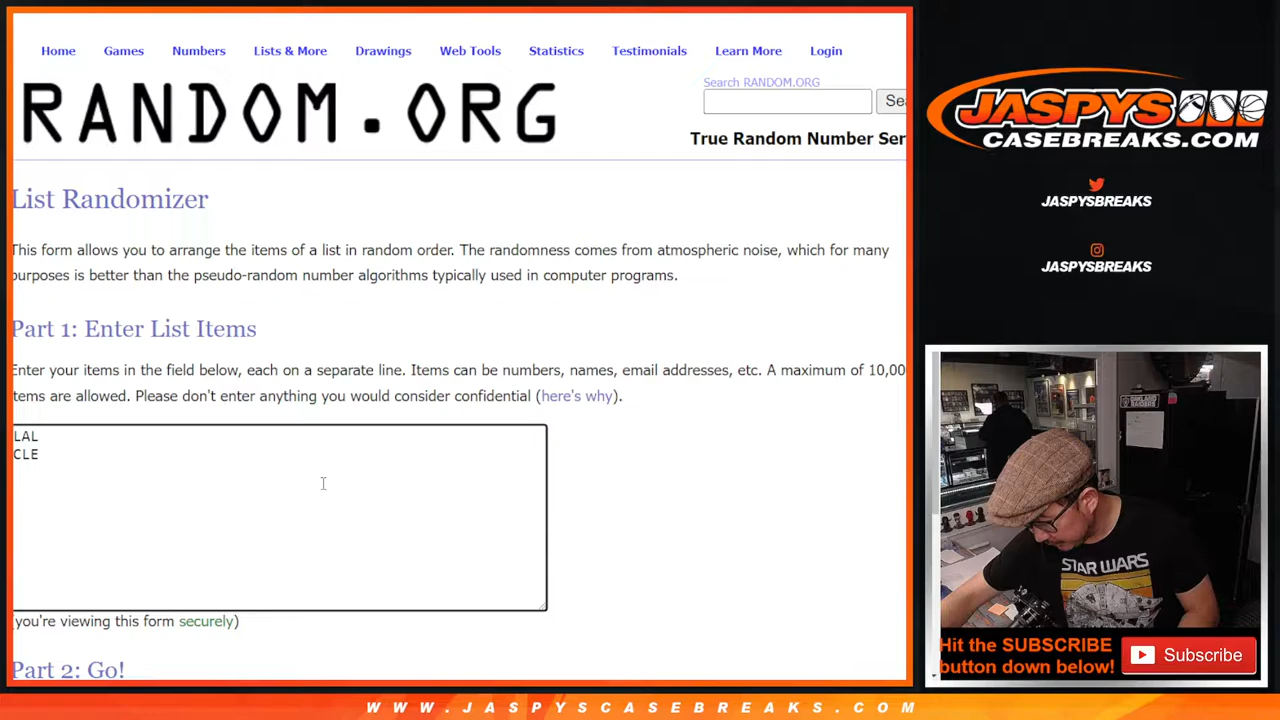 Home Games Numbers Lists & More Drawings Web Tools Statistics Testimonials Learn More Login
RANDOM.ORG
Search RANDOM.ORG
Sea
True Random Number Ser
List Randomizer
This form allows you to arrange the items of a list in random order. The randomness comes from atmospheric noise, which for many
purposes is better than the pseudo-random number algorithms typically used in computer programs.
Part 1: Enter List Items
Enter your items in the field below, each on a separate line. Items can be numbers, names, email addresses, etc. A maximum of 10,00
items are allowed. Please don't enter anything you would consider confidential (here's why).
LAL
CLE
(you're viewing this form securely)
Part 2: Go!
JASPYS
CASEBREAKS.COM
JASPYSBREAKS
JASPYSBREAKS
OAKLAND
RAIDERS
STAR WARS
Hit the SUBSCRIBE
button down below!
Subscribe
WWW.JASPYSCASEBREAKS.COM